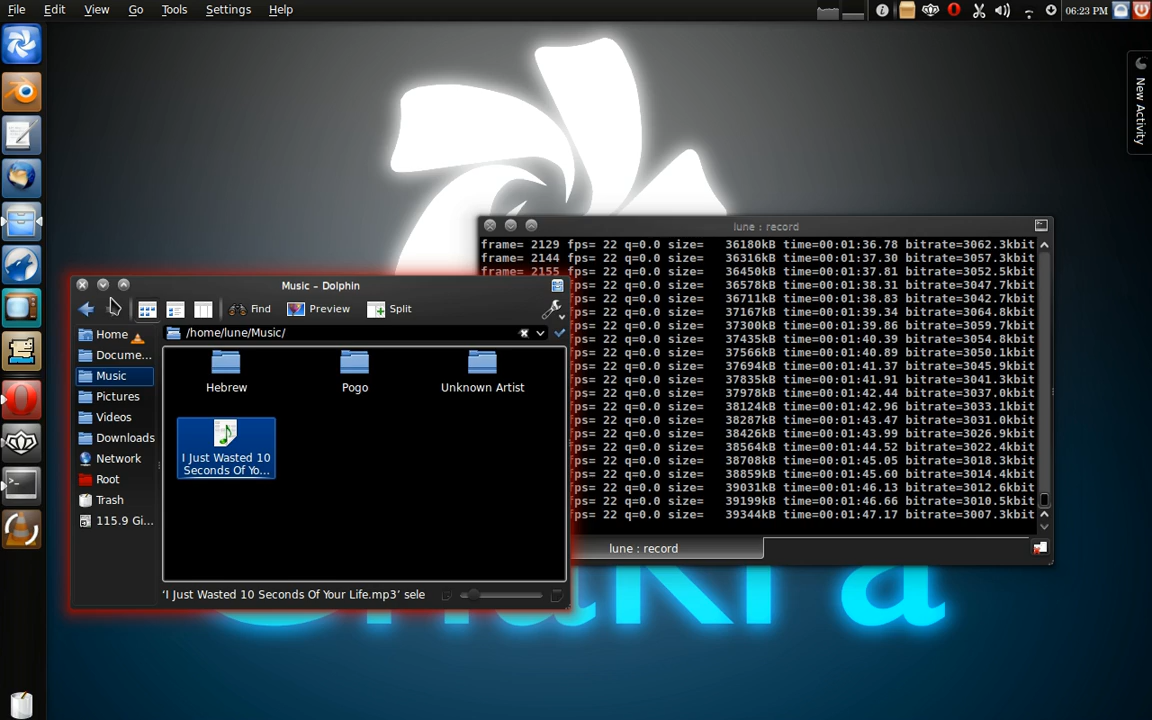 File Edit View Go Tools Settings Help
06:23 PM
New Activity
lune : record
frame= 2129 fps= 22 q=0.0 size= 36180kB time=00:01:36.78 bitrate=3062.3kbit
frame= 2144 fps= 22 q=0.0 size= 36316kB time=00:01:37.30 bitrate=3057.3kbit
frame= 2155 fps= 22 q=0.0 size= 36450kB time=00:01:37.81 bitrate=3052.5kbit
fps= 22 q=0.0 size= 36578kB time=00:01:38.31 bitrate=3047.7kbit
fps= 22 q=0.0 size= 36711kB time=00:01:38.83 bitrate=3042.7kbit
fps= 22 q=0.0 size= 37167kB time=00:01:39.34 bitrate=3064.8kbit
fps= 22 q=0.0 size= 37300kB time=00:01:39.86 bitrate=3059.7kbit
fps= 22 q=0.0 size= 37435kB time=00:01:40.39 bitrate=3054.8kbit
fps= 22 q=0.0 size= 37566kB time=00:01:40.89 bitrate=3050.1kbit
fps= 22 q=0.0 size= 37694kB time=00:01:41.37 bitrate=3045.9kbit
fps= 22 q=0.0 size= 37835kB time=00:01:41.91 bitrate=3041.3kbit
fps= 22 q=0.0 size= 37978kB time=00:01:42.44 bitrate=3037.0kbit
fps= 22 q=0.0 size= 38124kB time=00:01:42.96 bitrate=3033.1kbit
fps= 22 q=0.0 size= 38287kB time=00:01:43.47 bitrate=3031.0kbit
fps= 22 q=0.0 size= 38426kB time=00:01:43.99 bitrate=3026.9kbit
fps= 22 q=0.0 size= 38564kB time=00:01:44.52 bitrate=3022.4kbit
fps= 22 q=0.0 size= 38708kB time=00:01:45.05 bitrate=3018.3kbit
fps= 22 q=0.0 size= 38859kB time=00:01:45.60 bitrate=3014.4kbit
fps= 22 q=0.0 size= 39031kB time=00:01:46.13 bitrate=3012.6kbit
fps= 22 q=0.0 size= 39199kB time=00:01:46.66 bitrate=3010.5kbit
fps= 22 q=0.0 size= 39344kB time=00:01:47.17 bitrate=3007.3kbit
lune : record
Music – Dolphin
Find Preview Split
/home/lune/Music/
Home
Docume...
Music
Pictures
Videos
Downloads
Network
Root
Trash
115.9 Gi...
Hebrew
Pogo
Unknown Artist
I Just Wasted 10
Seconds Of Yo...
‘I Just Wasted 10 Seconds Of Your Life.mp3’ sele